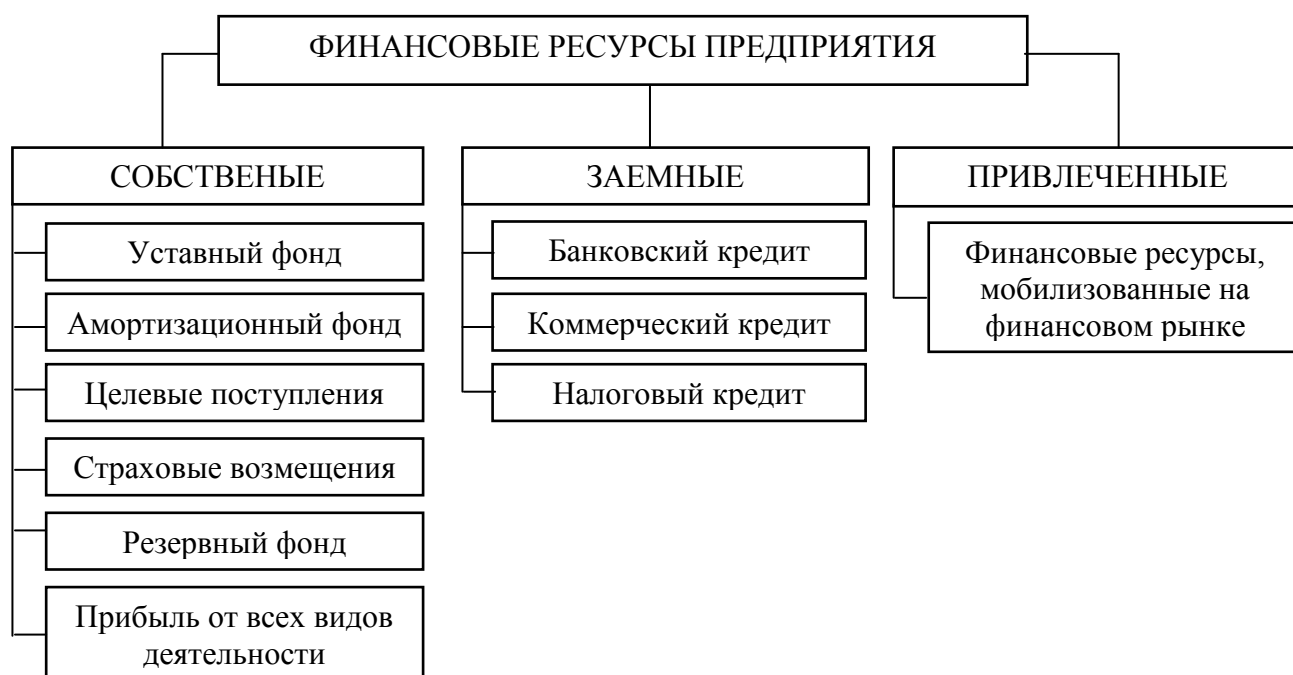 ФИНАНСОВЫЕ РЕСУРСЫ ПРЕДПРИЯТИЯ
СОБСТВЕНЫЕ
Уставный фонд
Амортизационный фонд
Целевые поступления
Страховые возмещения
Резервный фонд
Прибыль от всех видов
деятельности
ЗАЕМНЫЕ
Банковский кредит
Коммерческий кредит
Налоговый кредит
ПРИВЛЕЧЕННЫЕ
Финансовые ресурсы,
мобилизованные на
финансовом рынке